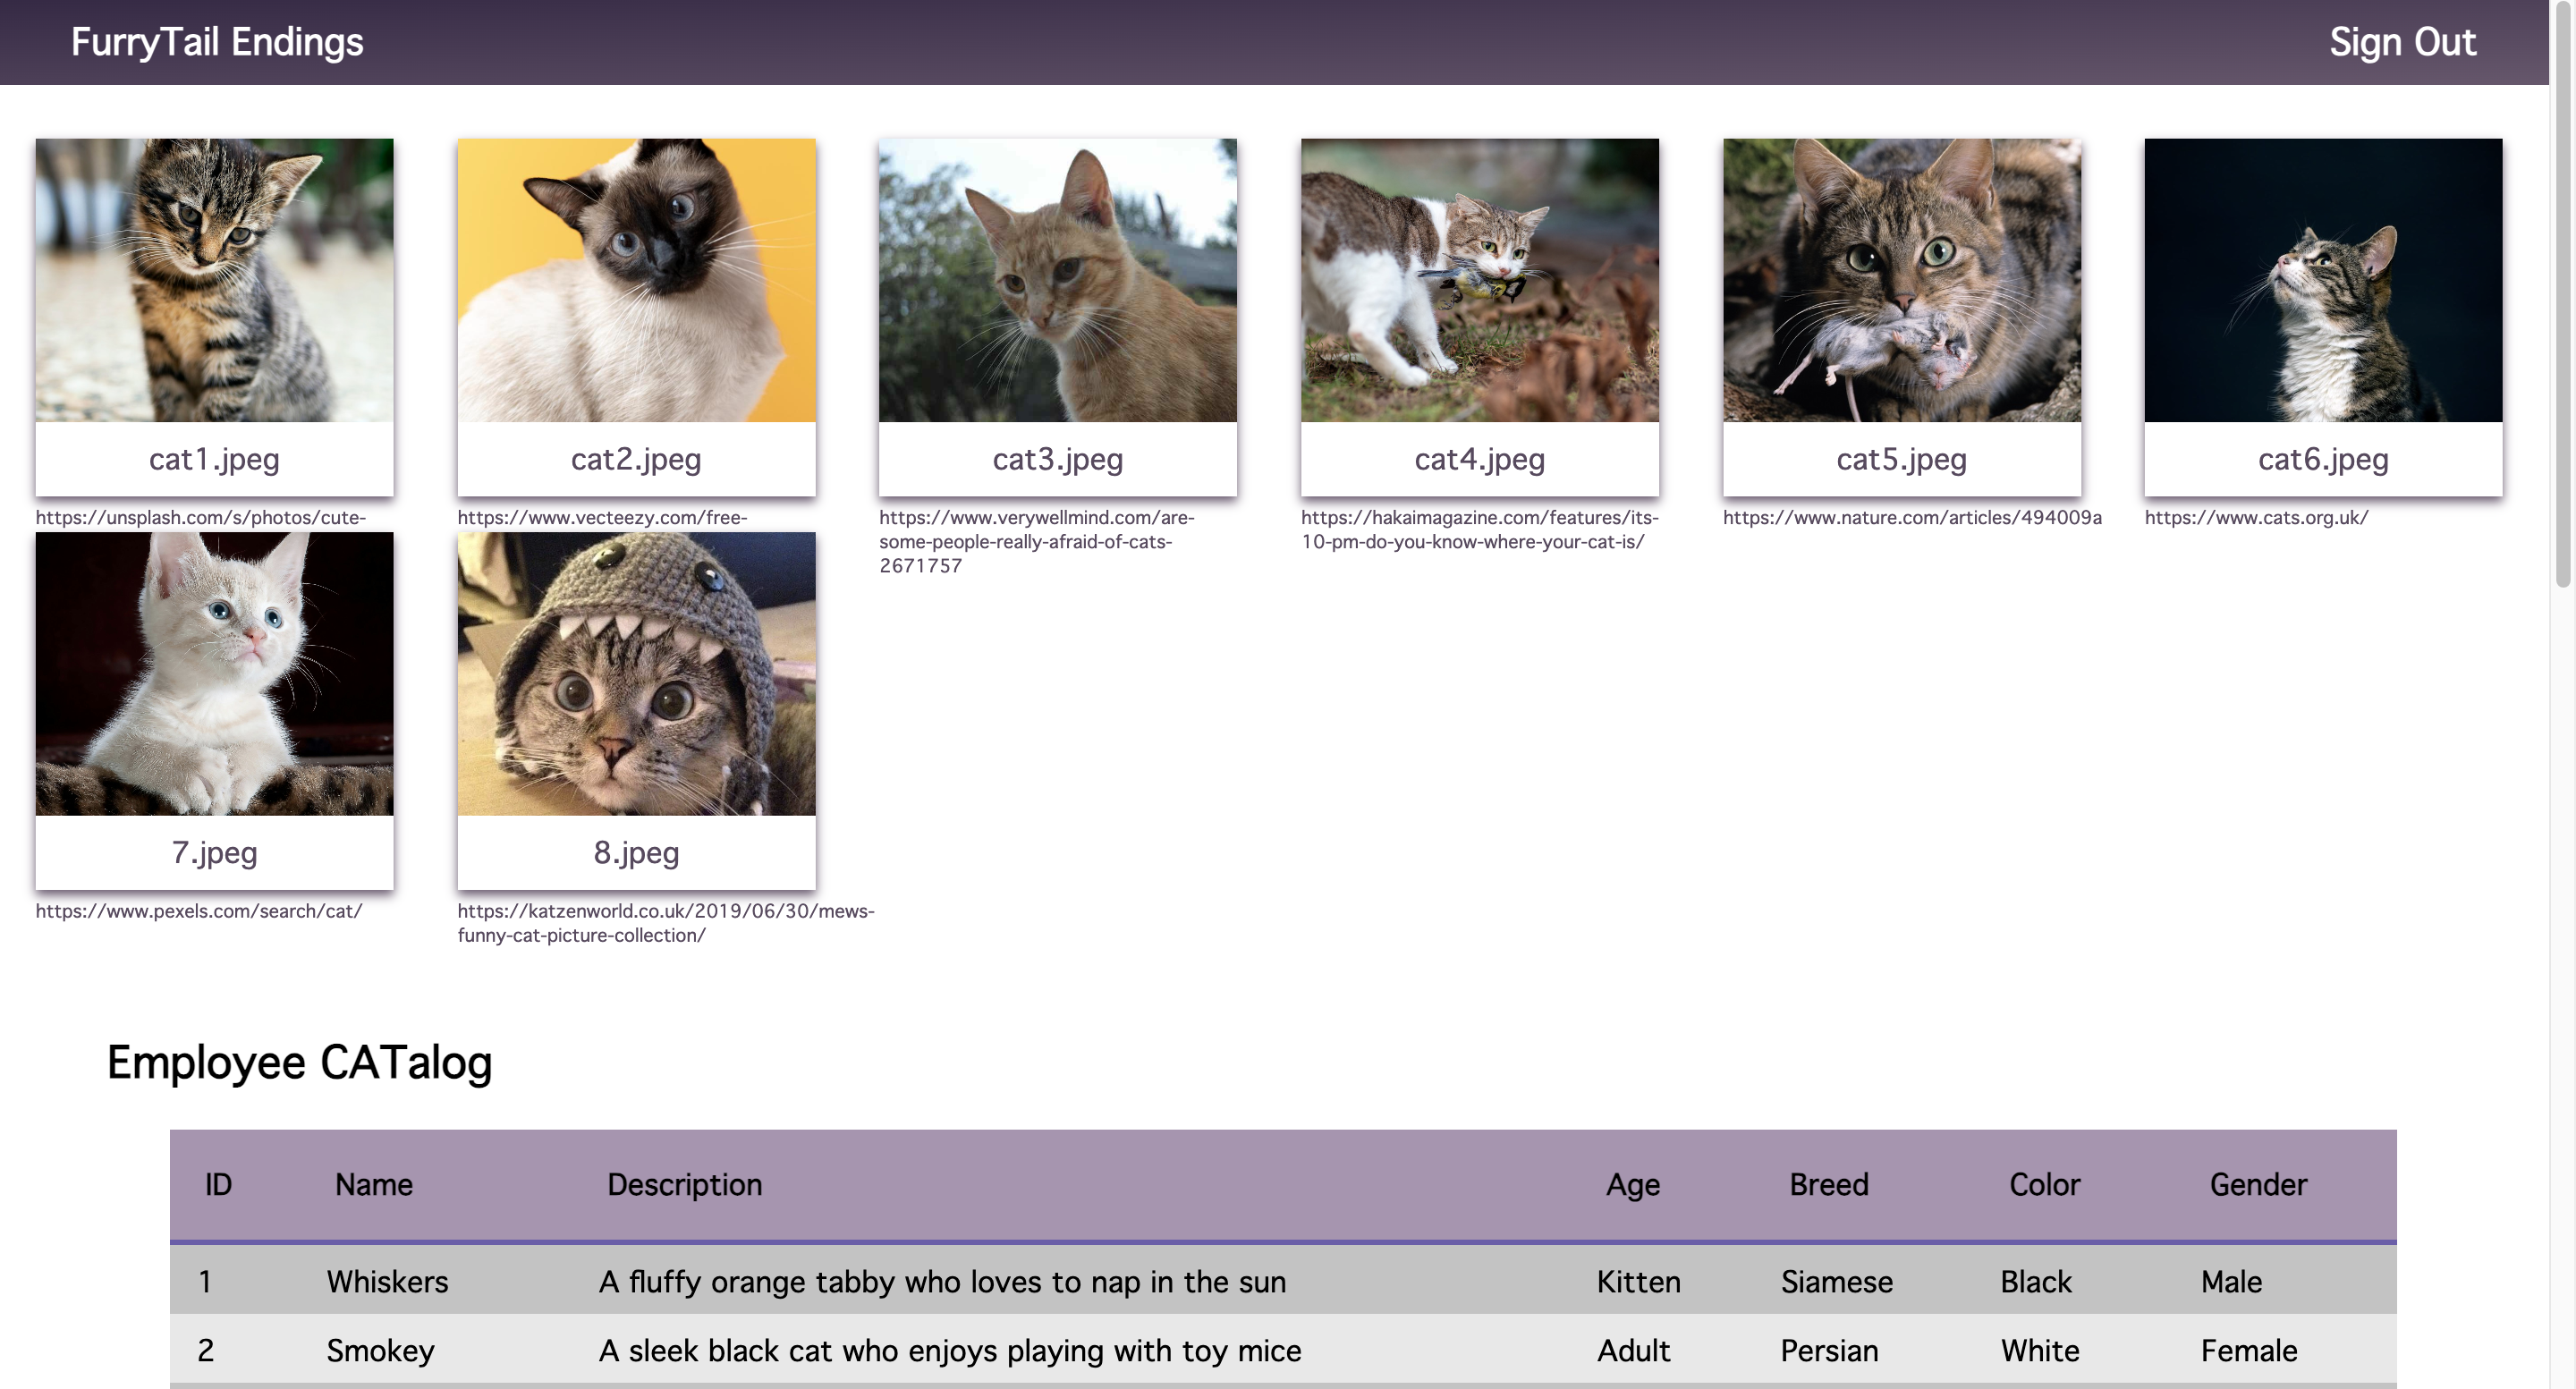 FurryTail Endings
Sign Out
cat1.jpeg
cat2.jpeg
cat3.jpeg
cat4.jpeg
cat5.jpeg
cat6.jpeg
https://unsplash.com/s/photos/cute-
https://www.vecteezy.com/free-
https://www.verywellmind.com/are-
some-people-really-afraid-of-cats-
2671757
https://hakaimagazine.com/features/its-
10-pm-do-you-know-where-your-cat-is/
https://www.nature.com/articles/494009a
https://www.cats.org.uk/
7.jpeg
8.jpeg
https://www.pexels.com/search/cat/
https://katzenworld.co.uk/2019/06/30/mews-
funny-cat-picture-collection/
Employee CATalog
ID Name Description Age Breed Color Gender
1 Whiskers A fluffy orange tabby who loves to nap in the sun Kitten Siamese Black Male
2 Smokey A sleek black cat who enjoys playing with toy mice Adult Persian White Female